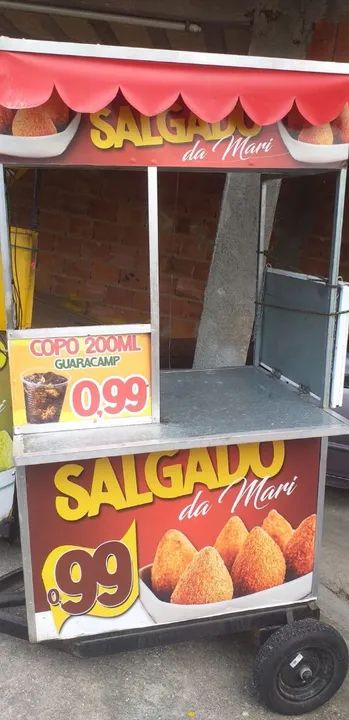 SALGADO
da Mari
COPO 200ML
GUARACAMP
0,99
SALGADO
da Mari
0,99